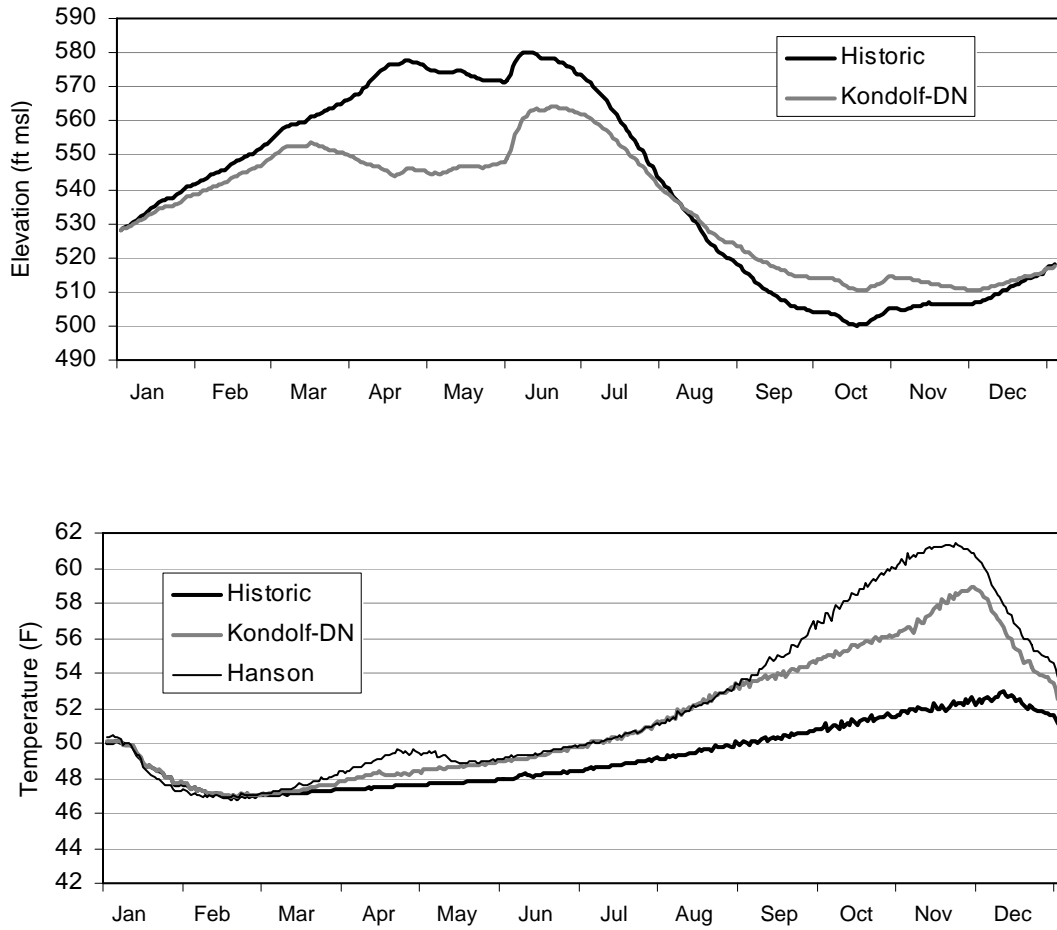 590
580
570
560
550
540
530
520
510
500
490
Elevation (ft msl)
Historic
Kondolf-DN
Jan Feb Mar Apr May Jun Jul Aug Sep Oct Nov Dec
62
60
58
56
54
52
50
48
46
44
42
Temperature (F)
Historic
Kondolf-DN
Hanson
Jan Feb Mar Apr May Jun Jul Aug Sep Oct Nov Dec